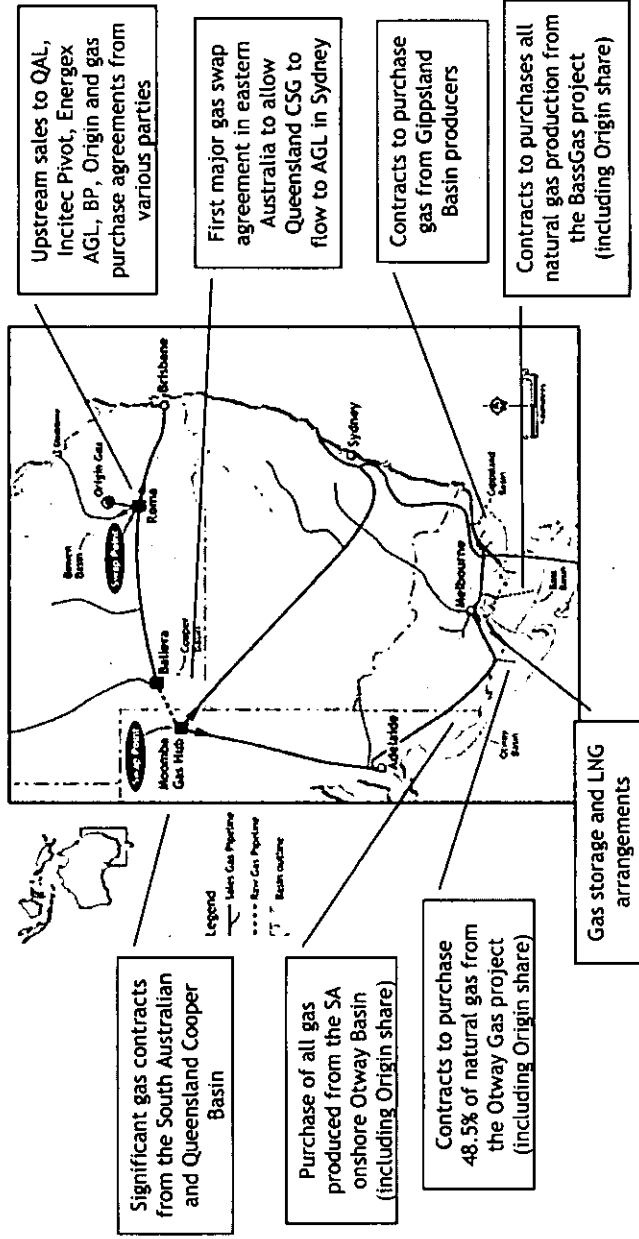 Upstream sales to QAL,
Incitec Pivot, Energex
AGL, BP, Origin and gas
purchase agreements from
various parties
First major gas swap
agreement in eastern
Australia to allow
Queensland CSG to
flow to AGL in Sydney
Contracts to purchase
gas from Gippsland
Basin producers
Contracts to purchases all
natural gas production from
the BassGas project
(including Origin share)
Brisbane
Origin Gas
Roma
Swap Point
Bowen
Basin
Ballera
Cooper
Basin
Swap Point
Moomba
Gas Hub
Sydney
Gippsland
Basin
Melbourne
Bass
Basin
Adelaide
Otway
Basin
Legend
Sales Gas Pipeline
Raw Gas Pipeline
Basin outline
Significant gas contracts
from the South Australian
and Queensland Cooper
Basin
Purchase of all gas
produced from the SA
onshore Otway Basin
(including Origin share)
Contracts to purchase
48.5% of natural gas from
the Otway Gas project
(including Origin share)
Gas storage and LNG
arrangements